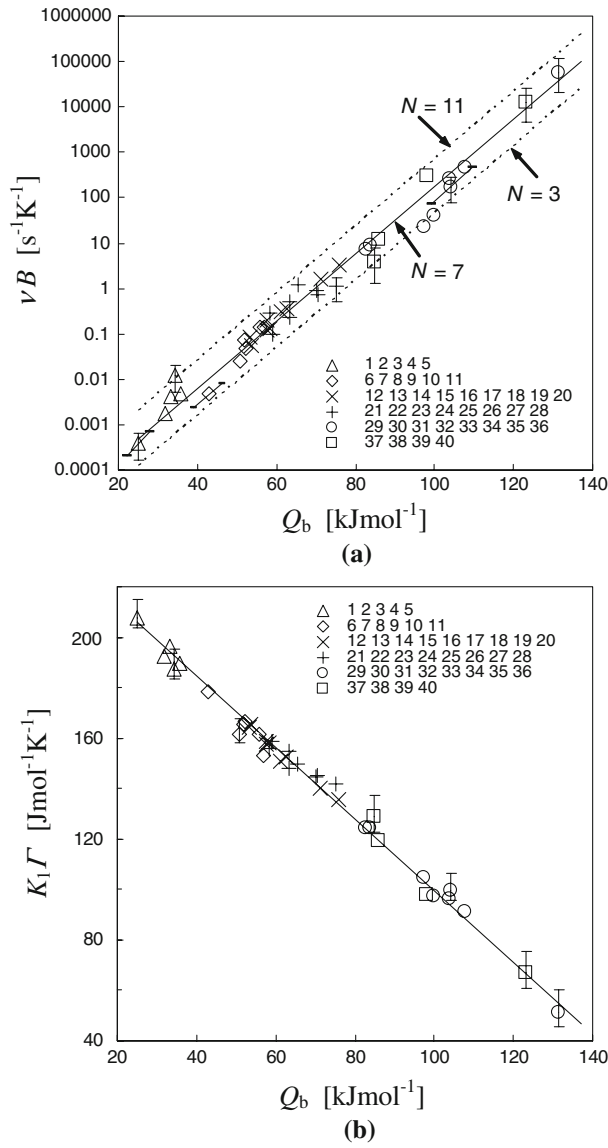 1000000
100000
10000
1000
100
10
1
0.1
0.01
0.001
0.0001
νB [s⁻¹K⁻¹]
N = 11
N = 3
N = 7
△ 1 2 3 4 5
◇ 6 7 8 9 10 11
× 12 13 14 15 16 17 18 19 20
+ 21 22 23 24 25 26 27 28
○ 29 30 31 32 33 34 35 36
□ 37 38 39 40
20 40 60 80 100 120 140
Q_b [kJmol⁻¹]
(a)
200
160
120
80
40
K₁Γ [Jmol⁻¹K⁻¹]
△ 1 2 3 4 5
◇ 6 7 8 9 10 11
× 12 13 14 15 16 17 18 19 20
+ 21 22 23 24 25 26 27 28
○ 29 30 31 32 33 34 35 36
□ 37 38 39 40
20 40 60 80 100 120 140
Q_b [kJmol⁻¹]
(b)